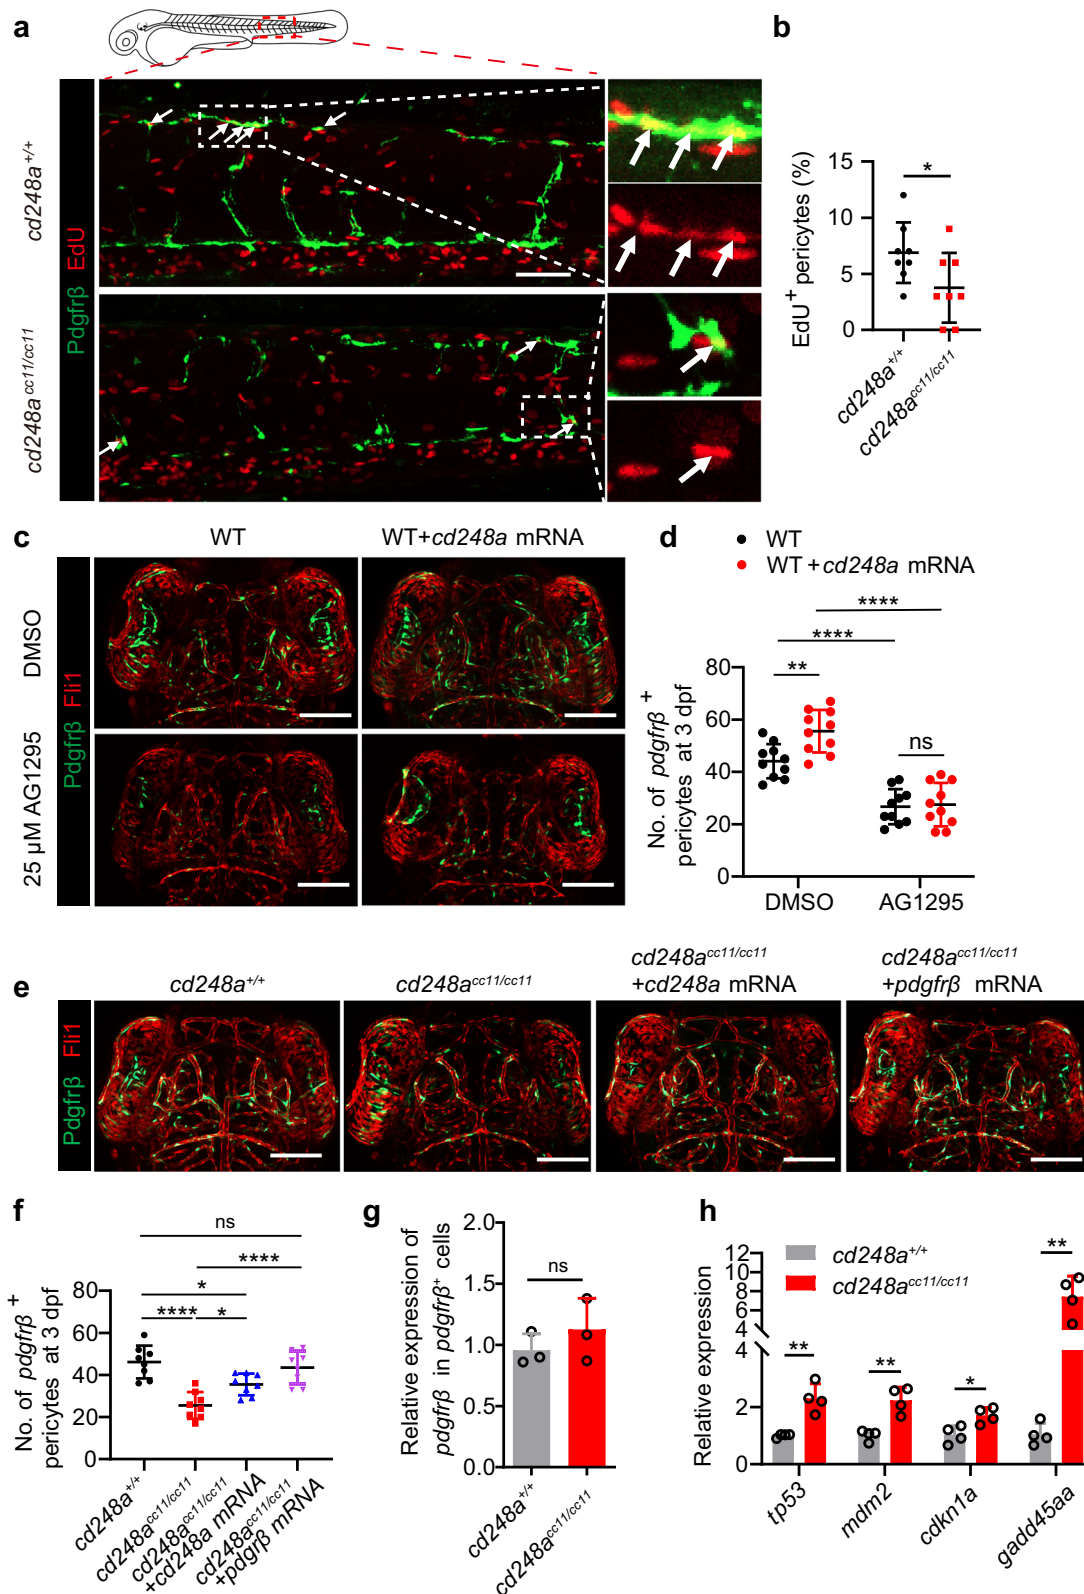 a
cd248a+/+
cd248a cc11/cc11
Pdgfrβ EdU
b
EdU+ pericytes (%)
15
10
5
0
*
cd248a+/+
cd248acc11/cc11
c
WT
WT+cd248a mRNA
DMSO
25 µM AG1295
Pdgfrβ Fli1
d
WT
WT+cd248a mRNA
No. of pdgfrβ+
pericytes at 3 dpf
80
60
40
20
0
****
****
**
ns
DMSO
AG1295
e
cd248a+/+
cd248acc11/cc11
cd248acc11/cc11
+cd248a mRNA
cd248acc11/cc11
+pdgfrβ mRNA
Pdgfrβ Fli1
f
No. of pdgfrβ+
pericytes at 3 dpf
80
60
40
20
0
ns
****
*
**** *
cd248a+/+
cd248acc11/cc11
cd248acc11/cc11
+cd248a mRNA
cd248acc11/cc11
+pdgfrβ mRNA
g
Relative expression of
pdgfrβ in pdgfrβ+ cells
2.0
1.5
1.0
0.5
0.0
ns
cd248a+/+
cd248acc11/cc11
h
cd248a+/+
cd248acc11/cc11
Relative expression
12
10
8
6
4
4
2
0
**
**
*
**
tp53
mdm2
cdkn1a
gadd45aa